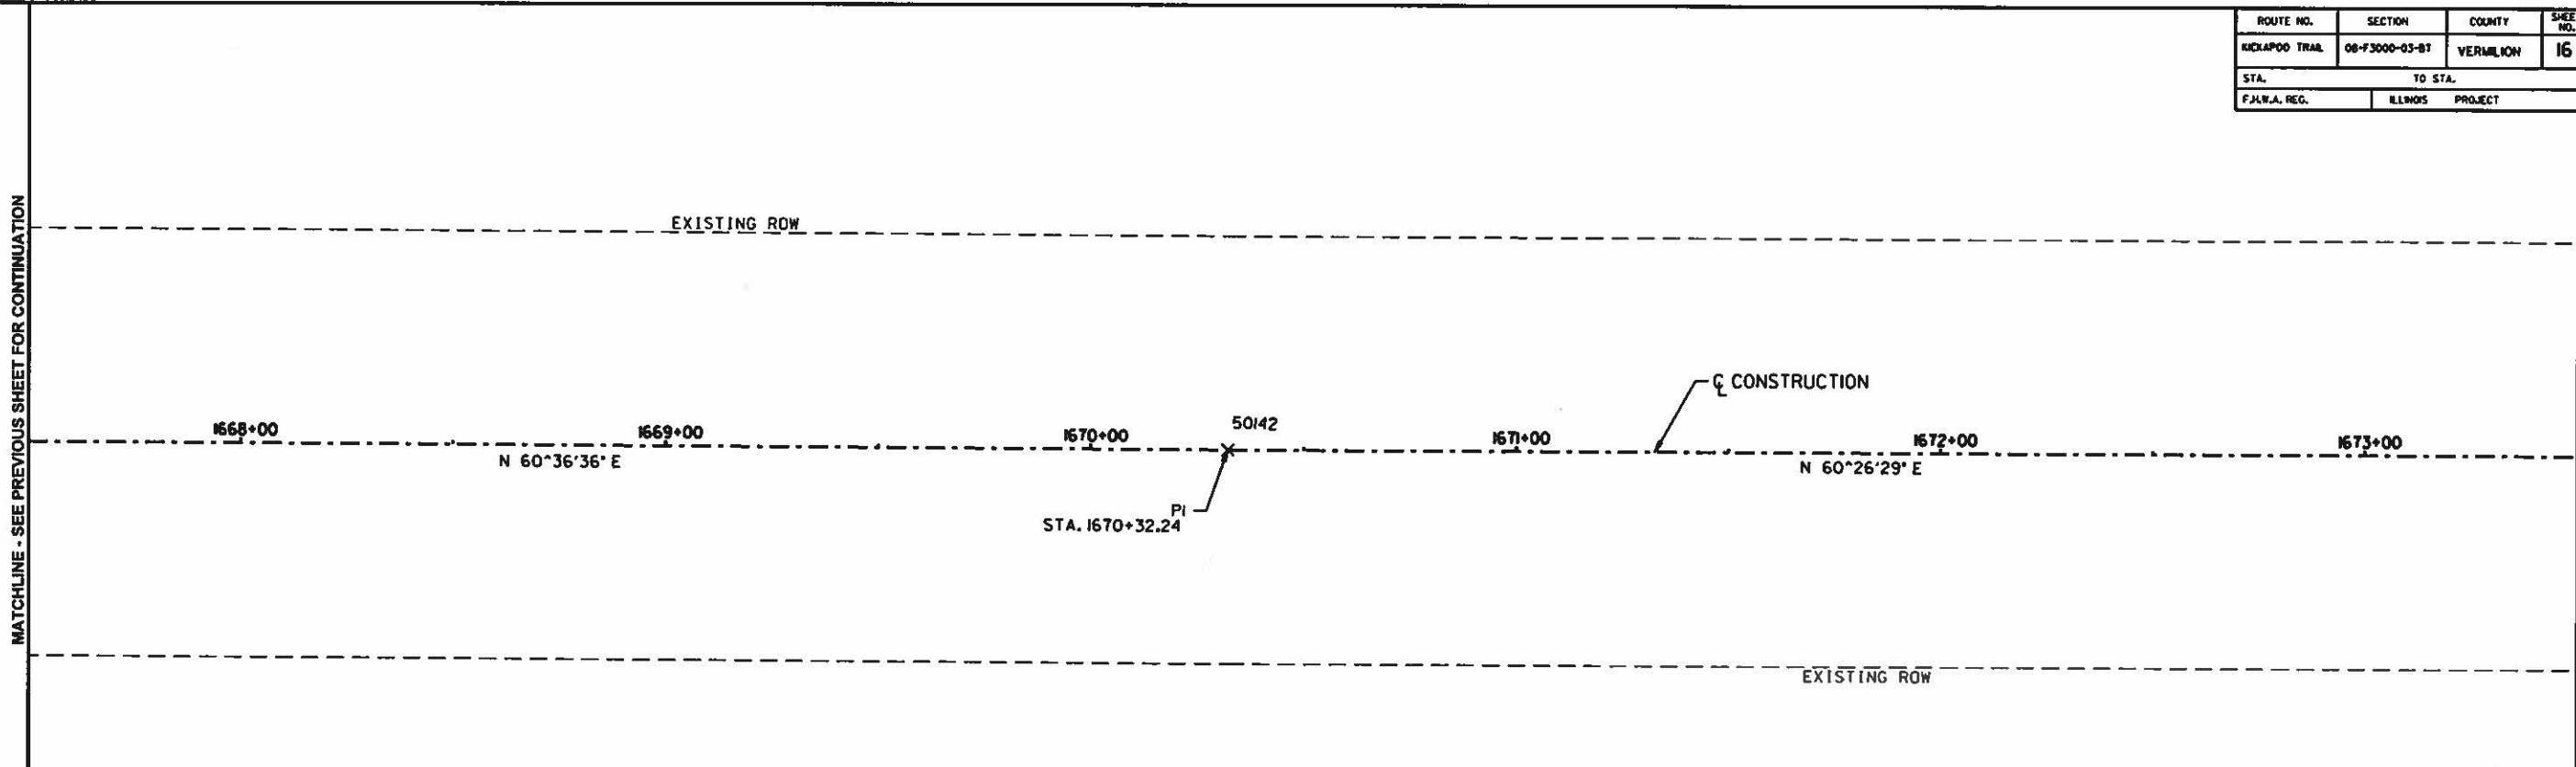 ROUTE NO. SECTION COUNTY SHEE NO.
KICKAPOO TRAIL 08-F3000-03-BT VERMILION 16
STA. TO STA.
F.H.W.A. REG. ILLINOIS PROJECT
MATCHLINE - SEE PREVIOUS SHEET FOR CONTINUATION
EXISTING ROW
₵ CONSTRUCTION
1668+00
1669+00
1670+00
50142
1671+00
1672+00
1673+00
N 60^36'36" E
N 60^26'29" E
PI
STA. 1670+32.24
EXISTING ROW